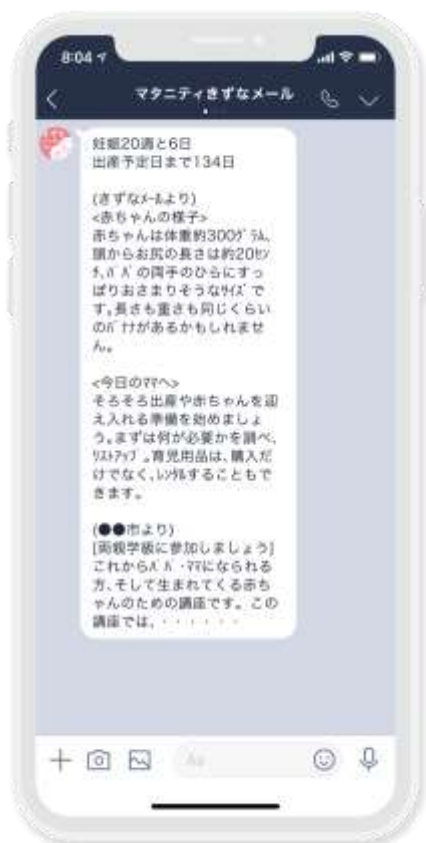 8:04
マタニティきずなメール
妊娠20週と6日
出産予定日まで134日
(きずなメールより)
<赤ちゃんの様子>
赤ちゃんは体重約300グラム、
頭からお尻の長さは約20セン
チ、パパの両手のひらにすっ
ぽりおさまりそうなサイズで
す。長さも重さも同じくらい
のバナナがあるかもしれませ
ん。
<今日のママへ>
そろそろ出産や赤ちゃんを迎
え入れる準備を始めましょ
う。まずは何が必要かを調べ、
リストアップ。育児用品は、購入だ
けでなく、レンタルすることもで
きます。
(●●市より)
[両親学級に参加しましょう]
これからパパ・ママになられる
方、そして生まれてくる赤ち
ゃんのための講座です。この
講座では、・・・・・・
Aa